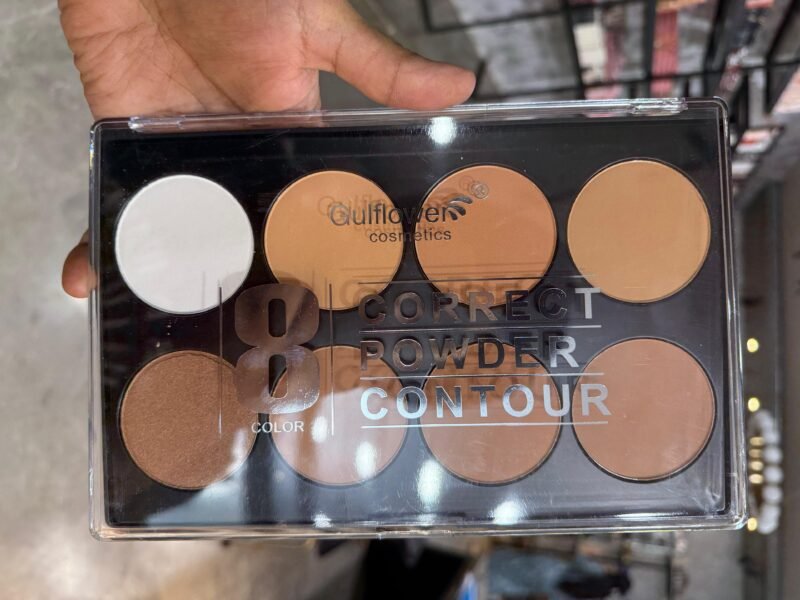 Gulflower
cosmetics
8
COLOR
CORRECT
POWDER
CONTOUR